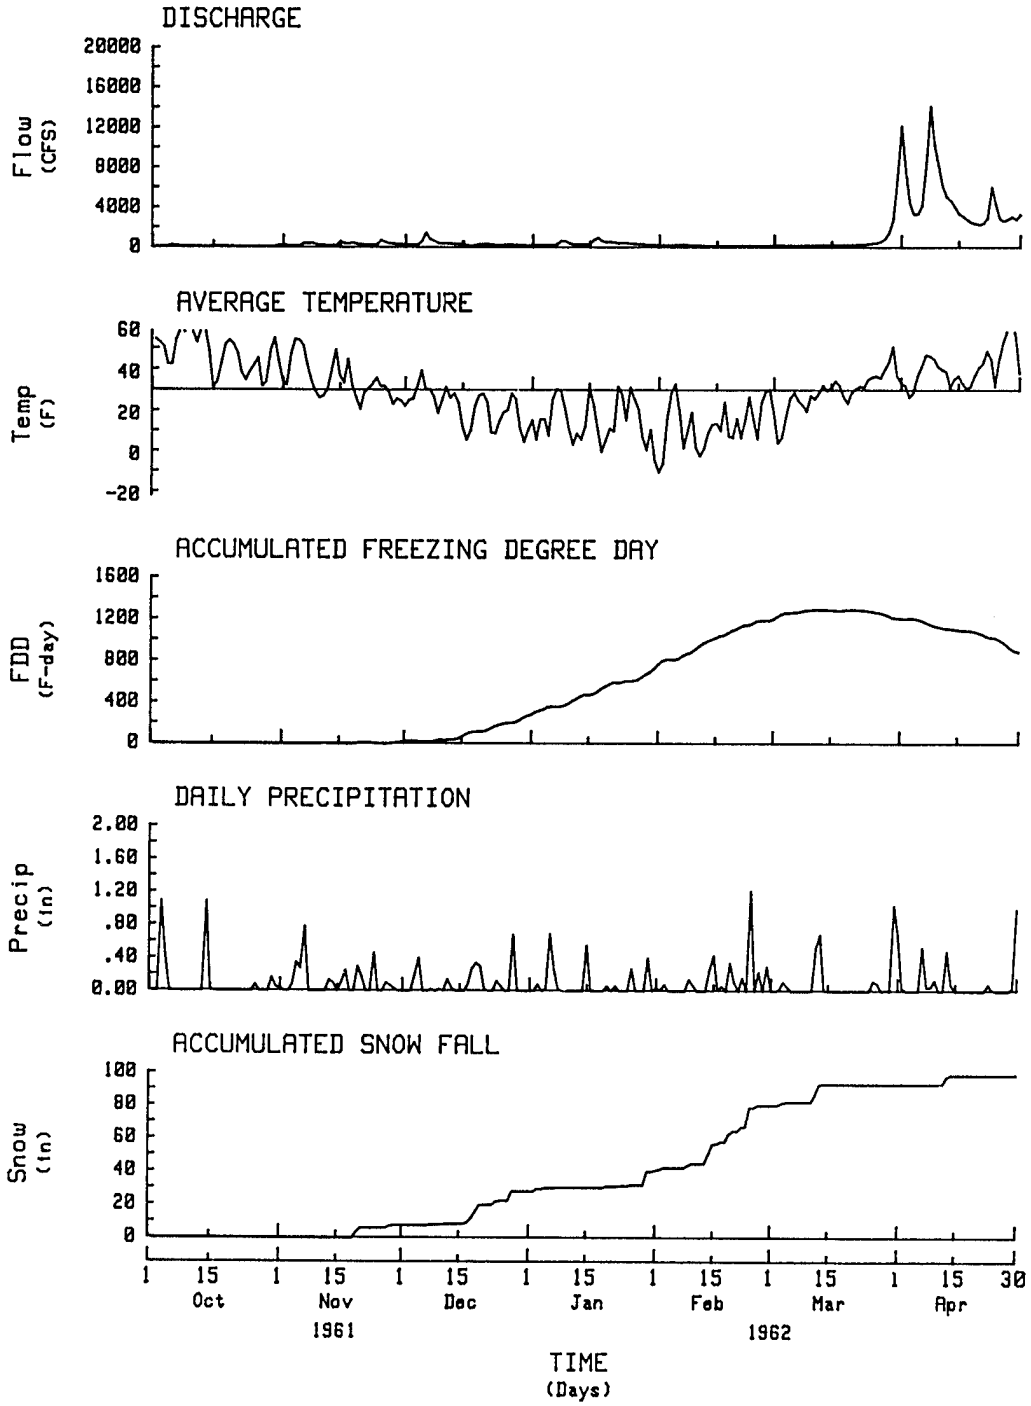 DISCHARGE
20000
16000
12000
8000
4000
0
Flow
(CFS)
AVERAGE TEMPERATURE
60
40
20
0
-20
Temp
(F)
ACCUMULATED FREEZING DEGREE DAY
1600
1200
800
400
0
FDD
(F-day)
DAILY PRECIPITATION
2.00
1.60
1.20
.80
.40
0.00
Precip
(in)
ACCUMULATED SNOW FALL
100
80
60
40
20
0
Snow
(in)
1 15 1 15 1 15 1 15 1 15 1 15 1 15 30
Oct Nov Dec Jan Feb Mar Apr
1961 1962
TIME
(Days)